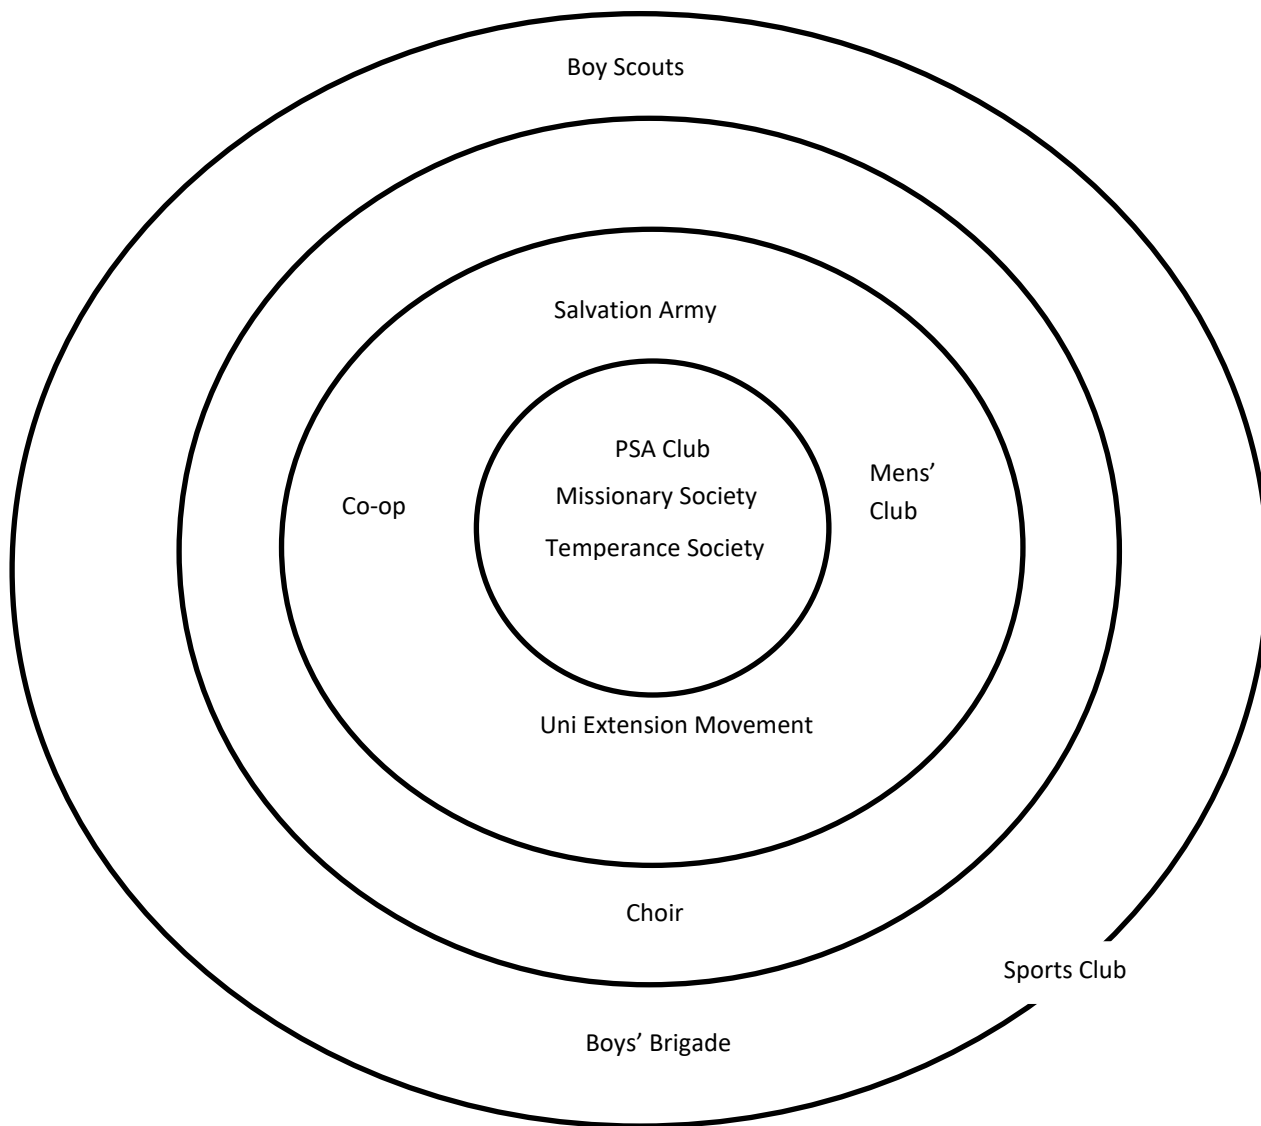 Boy Scouts
Salvation Army
PSA Club
Mens’
Club
Co-op
Missionary Society
Temperance Society
Uni Extension Movement
Choir
Sports Club
Boys’ Brigade